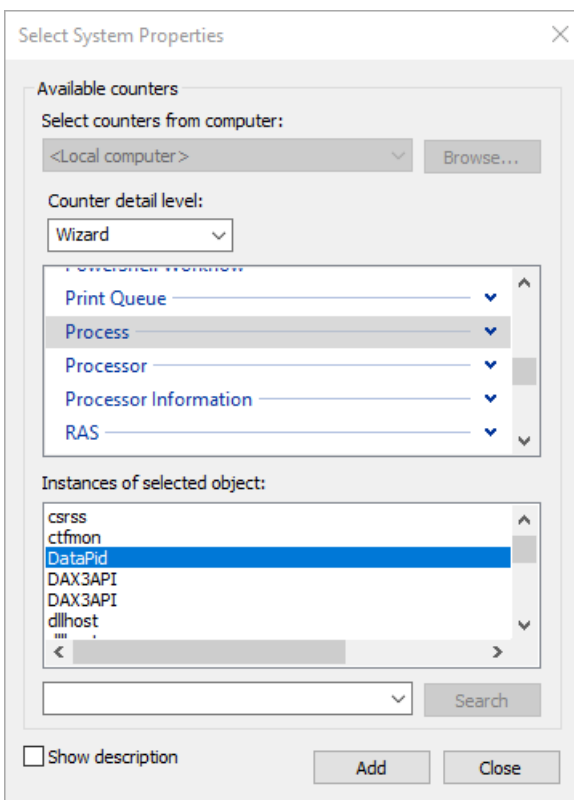 Select System Properties
Available counters
Select counters from computer:
<Local computer>
Browse...
Counter detail level:
Wizard
Print Queue
Process
Processor
Processor Information
RAS
Instances of selected object:
csrss
ctfmon
DataPid
DAX3API
DAX3API
dllhost
Search
Show description
Add
Close